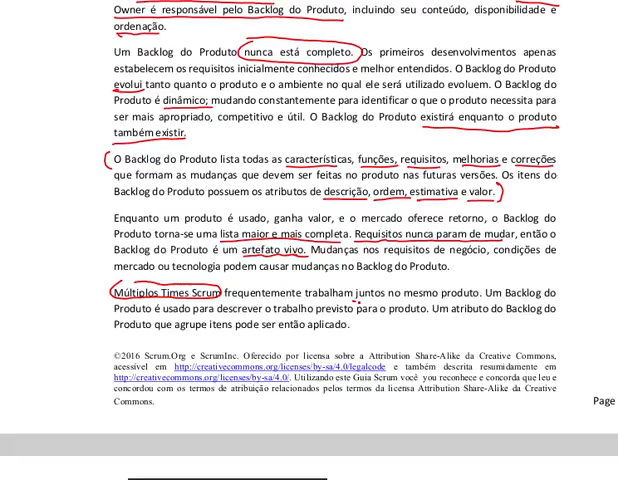 Owner é responsável pelo Backlog do Produto, incluindo seu conteúdo, disponibilidade e
ordenação.
Um Backlog do Produto nunca está completo. Os primeiros desenvolvimentos apenas
estabelecem os requisitos inicialmente conhecidos e melhor entendidos. O Backlog do Produto
evolui tanto quanto o produto e o ambiente no qual ele será utilizado evoluem. O Backlog do
Produto é dinâmico; mudando constantemente para identificar o que o produto necessita para
ser mais apropriado, competitivo e útil. O Backlog do Produto existirá enquanto o produto
também existir.
O Backlog do Produto lista todas as características, funções, requisitos, melhorias e correções
que formam as mudanças que devem ser feitas no produto nas futuras versões. Os itens do
Backlog do Produto possuem os atributos de descrição, ordem, estimativa e valor.
Enquanto um produto é usado, ganha valor, e o mercado oferece retorno, o Backlog do
Produto torna-se uma lista maior e mais completa. Requisitos nunca param de mudar, então o
Backlog do Produto é um artefato vivo. Mudanças nos requisitos de negócio, condições de
mercado ou tecnologia podem causar mudanças no Backlog do Produto.
Múltiplos Times Scrum frequentemente trabalham juntos no mesmo produto. Um Backlog do
Produto é usado para descrever o trabalho previsto para o produto. Um atributo do Backlog do
Produto que agrupe itens pode ser então aplicado.
©2016 Scrum.Org e ScrumInc. Oferecido por licensa sobre a Attribution Share-Alike da Creative Commons,
acessível em http://creativecommons.org/licenses/by-sa/4.0/legalcode e também descrita resumidamente em
http://creativecommons.org/licenses/by-sa/4.0/. Utilizando este Guia Scrum você you reconhece e concorda que leu e
concordou com os termos de atribuição relacionados pelos termos da licensa Attribution Share-Alike da Creative
Commons.
Page